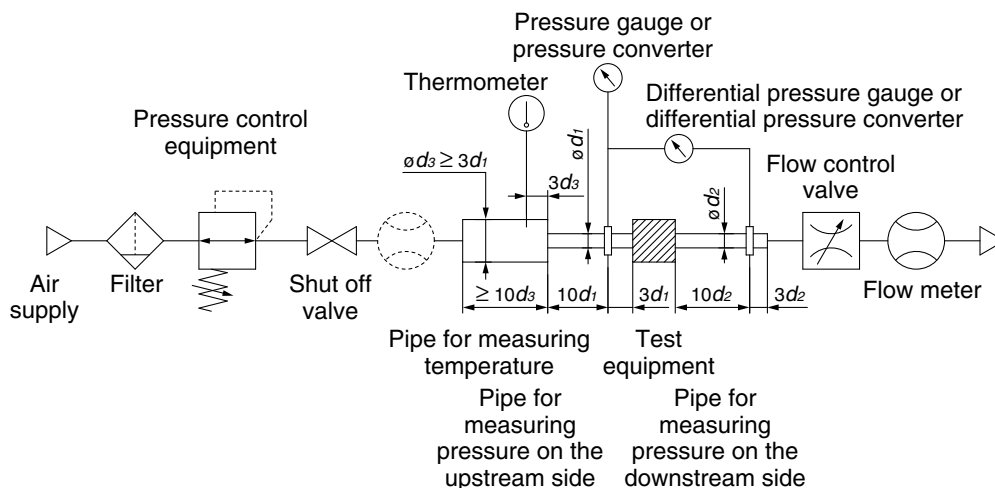 Pressure gauge or
pressure converter
Thermometer
Differential pressure gauge or
differential pressure converter
Pressure control
equipment
ød₃ ≥ 3d₁
3d₃
ød₁
ød₂
Flow control
valve
Air
supply
Filter
Shut off
valve
≥ 10d₃
10d₁
3d₁
10d₂
3d₂
Flow meter
Pipe for measuring
temperature
Test
equipment
Pipe for
measuring
pressure on the
upstream side
Pipe for
measuring
pressure on the
downstream side